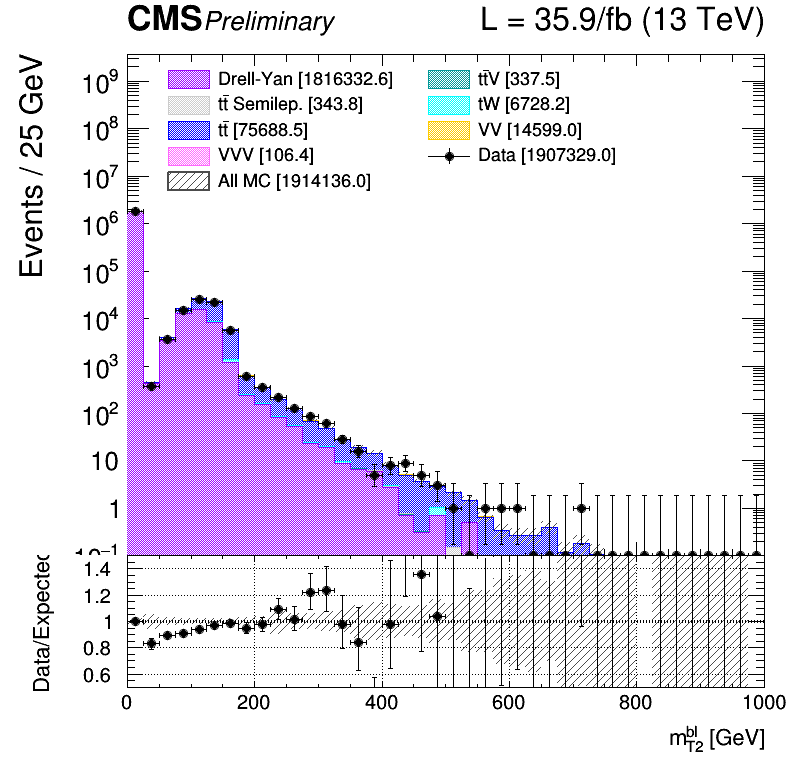 CMS Preliminary L = 35.9/fb (13 TeV)
Events / 25 GeV
Drell-Yan [1816332.6]
tt̄ Semilep. [343.8]
tt̄ [75688.5]
VVV [106.4]
All MC [1914136.0]
tt̄V [337.5]
tW [6728.2]
VV [14599.0]
Data [1907329.0]
10⁹
10⁸
10⁷
10⁶
10⁵
10⁴
10³
10²
10
1
10⁻¹
Data/Expected
1.4
1.2
1
0.8
0.6
0 200 400 600 800 1000
m_T2^bl [GeV]